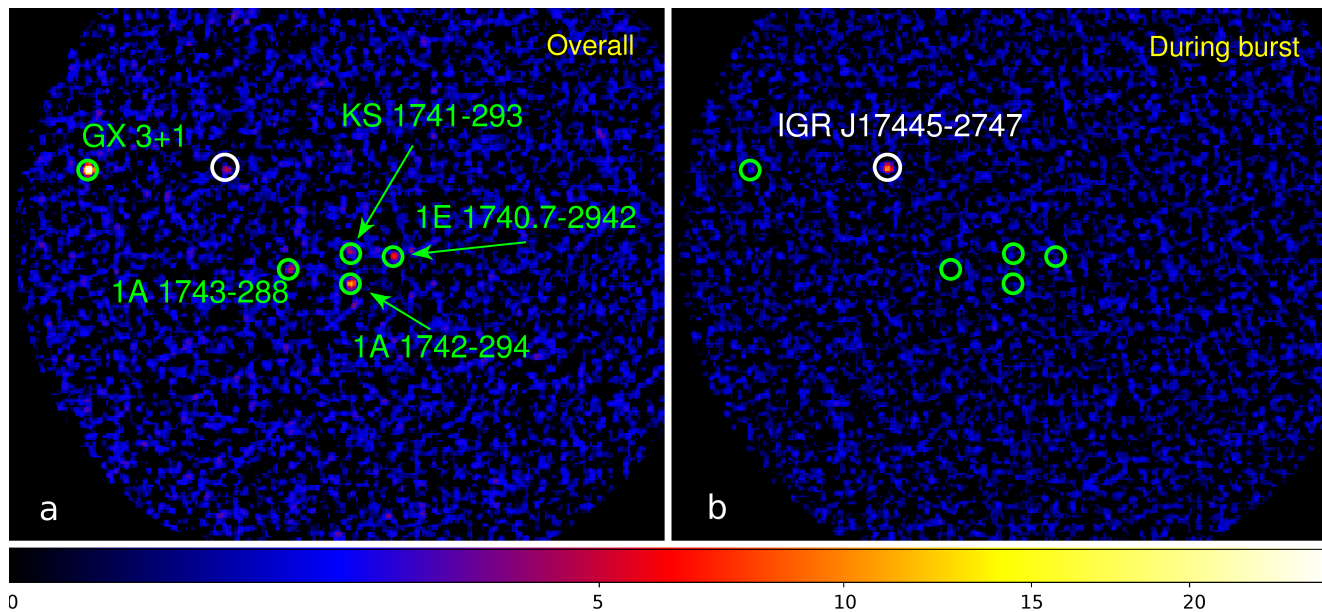 Overall
KS 1741-293
GX 3+1
1E 1740.7-2942
1A 1743-288
1A 1742-294
a
During burst
IGR J17445-2747
b
0 5 10 15 20